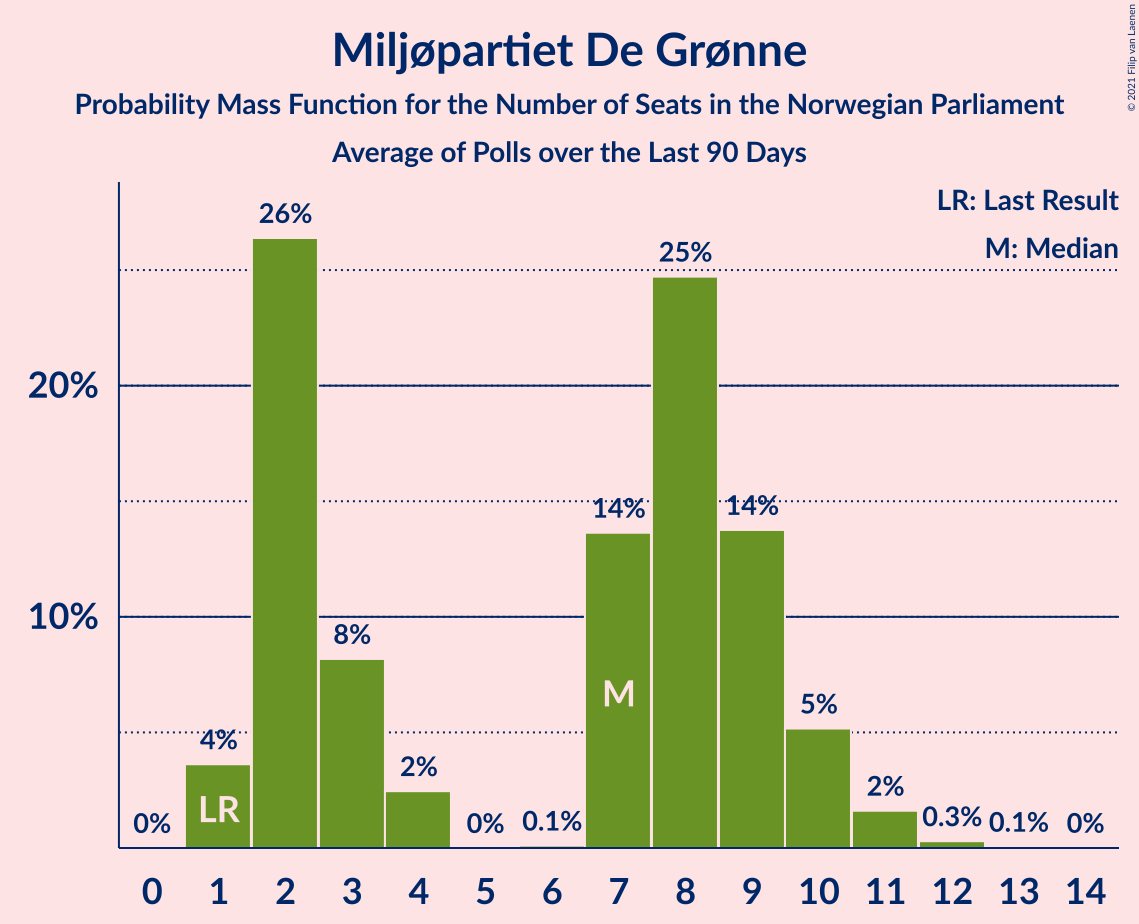 Miljøpartiet De Grønne
Probability Mass Function for the Number of Seats in the Norwegian Parliament
Average of Polls over the Last 90 Days
© 2021 Filip van Laenen
LR: Last Result
M: Median
26%
25%
20%
14%
14%
10%
8%
M
5%
4%
2%
2%
LR
0%
0%
0.1%
0.3%
0.1%
0%
0 1 2 3 4 5 6 7 8 9 10 11 12 13 14